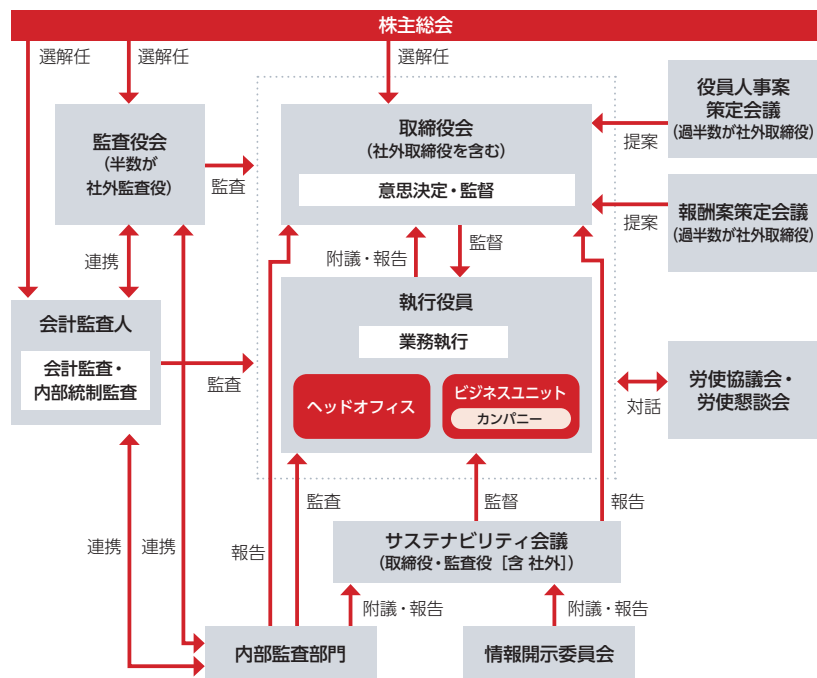 株主総会
選解任
選解任
選解任
監査役会
(半数が
社外監査役)
監査
取締役会
(社外取締役を含む)
意思決定・監督
役員人事案
策定会議
(過半数が社外取締役)
提案
報酬案策定会議
(過半数が社外取締役)
提案
連携
附議・報告
監督
会計監査人
会計監査・
内部統制監査
監査
執行役員
業務執行
ヘッドオフィス
ビジネスユニット
カンパニー
労使協議会・
労使懇談会
対話
連携
連携
報告
監査
監督
報告
サステナビリティ会議
(取締役・監査役［含 社外］)
附議・報告
附議・報告
内部監査部門
情報開示委員会